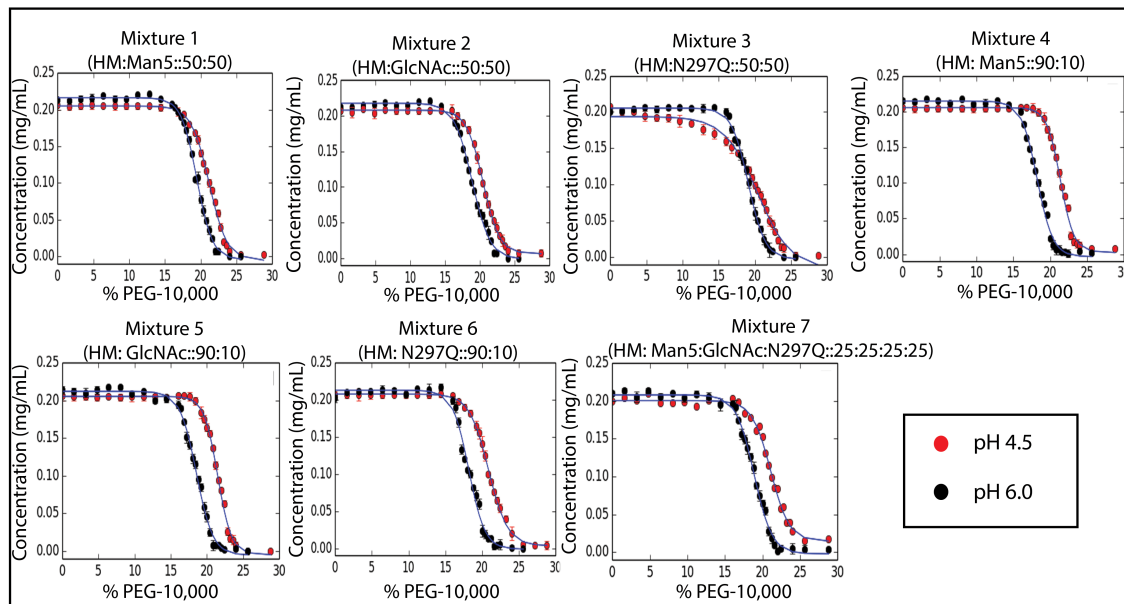 Mixture 1
(HM:Man5::50:50)
Mixture 2
(HM:GlcNAc::50:50)
Mixture 3
(HM:N297Q::50:50)
Mixture 4
(HM: Man5::90:10)
Concentration (mg/mL)
0.25
0.20
0.15
0.10
0.05
0.00
0 5 10 15 20 25 30
% PEG-10,000
Concentration (mg/mL)
0.25
0.20
0.15
0.10
0.05
0.00
0 5 10 15 20 25 30
% PEG-10,000
Concentration (mg/mL)
0.25
0.20
0.15
0.10
0.05
0.00
0 5 10 15 20 25 30
% PEG-10,000
Concentration (mg/mL)
0.25
0.20
0.15
0.10
0.05
0.00
0 5 10 15 20 25 30
% PEG-10,000
Mixture 5
(HM: GlcNAc::90:10)
Mixture 6
(HM: N297Q::90:10)
Mixture 7
(HM: Man5:GlcNAc:N297Q::25:25:25:25)
Concentration (mg/mL)
0.25
0.20
0.15
0.10
0.05
0.00
0 5 10 15 20 25 30
% PEG-10,000
Concentration (mg/mL)
0.25
0.20
0.15
0.10
0.05
0.00
0 5 10 15 20 25 30
% PEG-10,000
Concentration (mg/mL)
0.25
0.20
0.15
0.10
0.05
0.00
0 5 10 15 20 25 30
% PEG-10,000
pH 4.5
pH 6.0